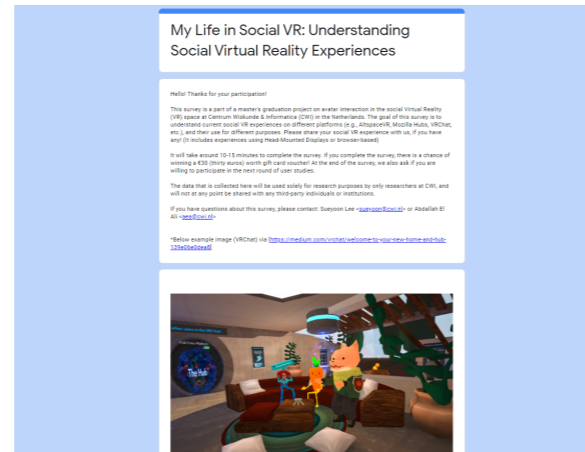 My Life in Social VR: Understanding
Social Virtual Reality Experiences
Hello! Thanks for your participation!
This survey is a part of a master's graduation project on avatar interaction in the social Virtual Reality
(VR) space at Centrum Wiskunde & Informatica (CWI) in the Netherlands. The goal of this survey is to
understand current social VR experiences on different platforms (e.g., AltspaceVR, Mozilla Hubs, VRChat,
etc.), and their use for different purposes. Please share your social VR experience with us, if you have
any! (it includes experiences using Head-Mounted Displays or browser-based)
It will take around 10-15 minutes to complete the survey. If you complete the survey, there is a chance of
winning a €30 (thirty euros) worth gift card voucher! At the end of the survey, we also ask if you are
willing to participate in the next round of user studies.
The data that is collected here will be used solely for research purposes by only researchers at CWI, and
will not at any point be shared with any third-party individuals or institutions.
If you have questions about this survey, please contact: Sueyoon Lee <sueyoon@cwi.nl> or Abdallah El
Ali <aea@cwi.nl>
*Below example image (VRChat) via [https://medium.com/vrchat/welcome-to-your-new-home-and-hub-
The Hub